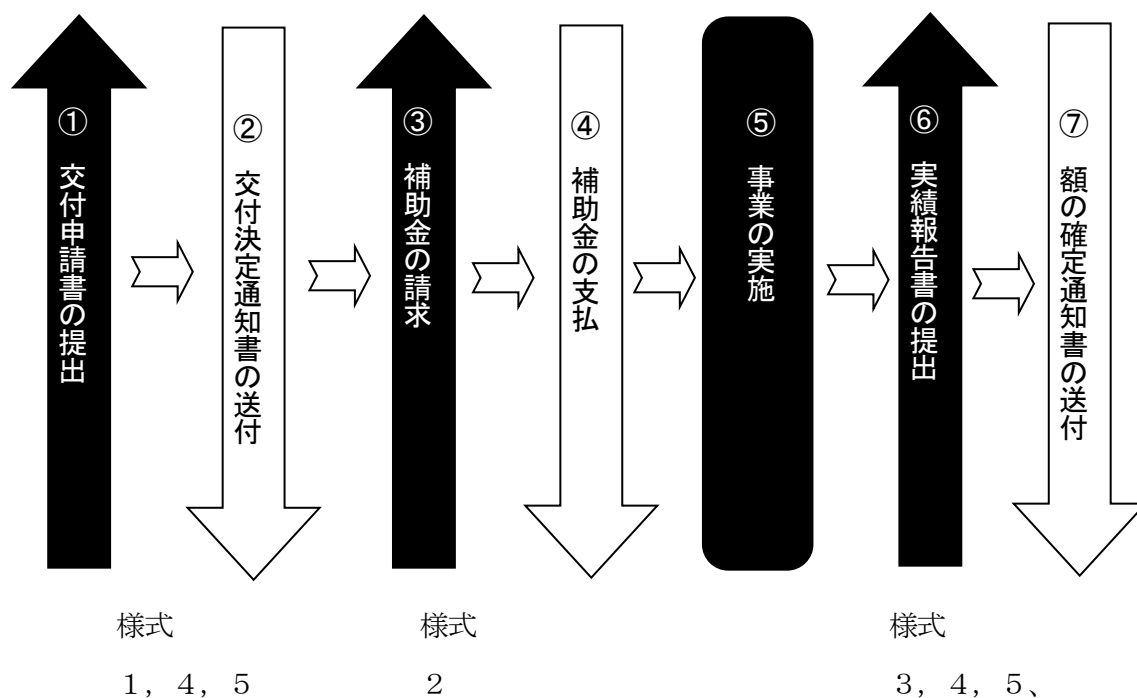 ① 交付申請書の提出
② 交付決定通知書の送付
③ 補助金の請求
④ 補助金の支払
⑤ 事業の実施
⑥ 実績報告書の提出
⑦ 額の確定通知書の送付
様式
1，4，5
様式
2
様式
3，4，5、